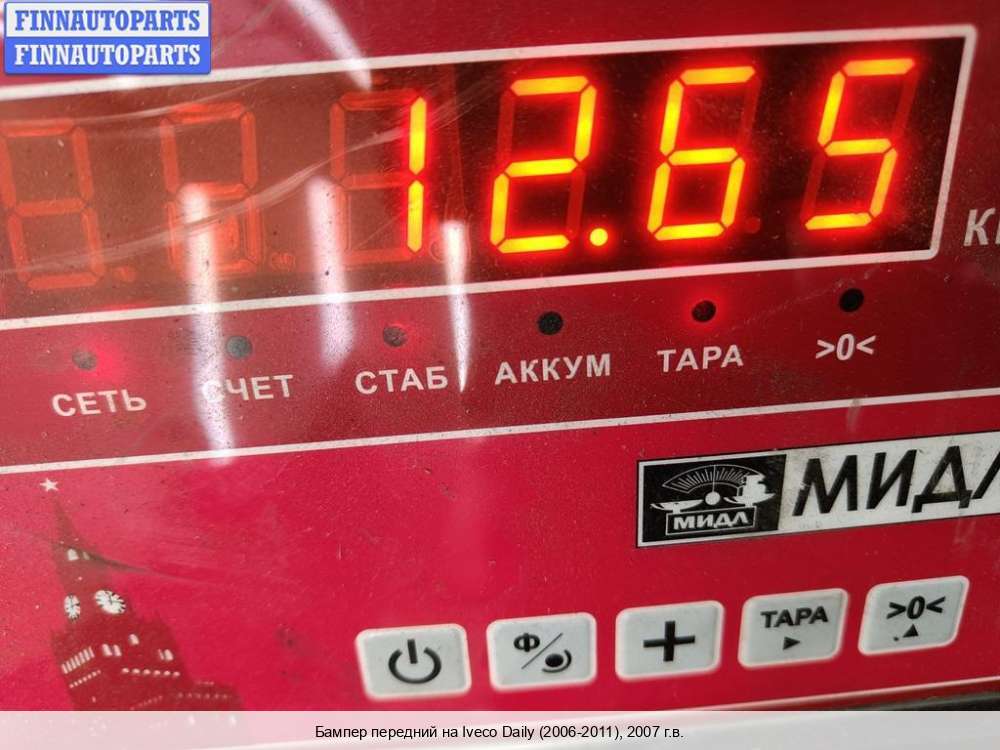 FINNAUTOPARTS
FINNAUTOPARTS
12.65
СЕТЬ СЧЕТ СТАБ АККУМ ТАРА >0<
МИДЛ
МИДЛ
Ф/
ТАРА >0<
Бампер передний на Iveco Daily (2006-2011), 2007 г.в.